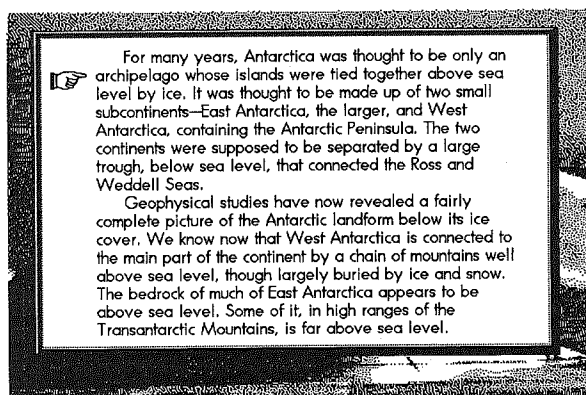 For many years, Antarctica was thought to be only an
archipelago whose islands were tied together above sea
level by ice. It was thought to be made up of two small
subcontinents—East Antarctica, the larger, and West
Antarctica, containing the Antarctic Peninsula. The two
continents were supposed to be separated by a large
trough, below sea level, that connected the Ross and
Weddell Seas.
Geophysical studies have now revealed a fairly
complete picture of the Antarctic landform below its ice
cover. We know now that West Antarctica is connected to
the main part of the continent by a chain of mountains well
above sea level, though largely buried by ice and snow.
The bedrock of much of East Antarctica appears to be
above sea level. Some of it, in high ranges of the
Transantarctic Mountains, is far above sea level.